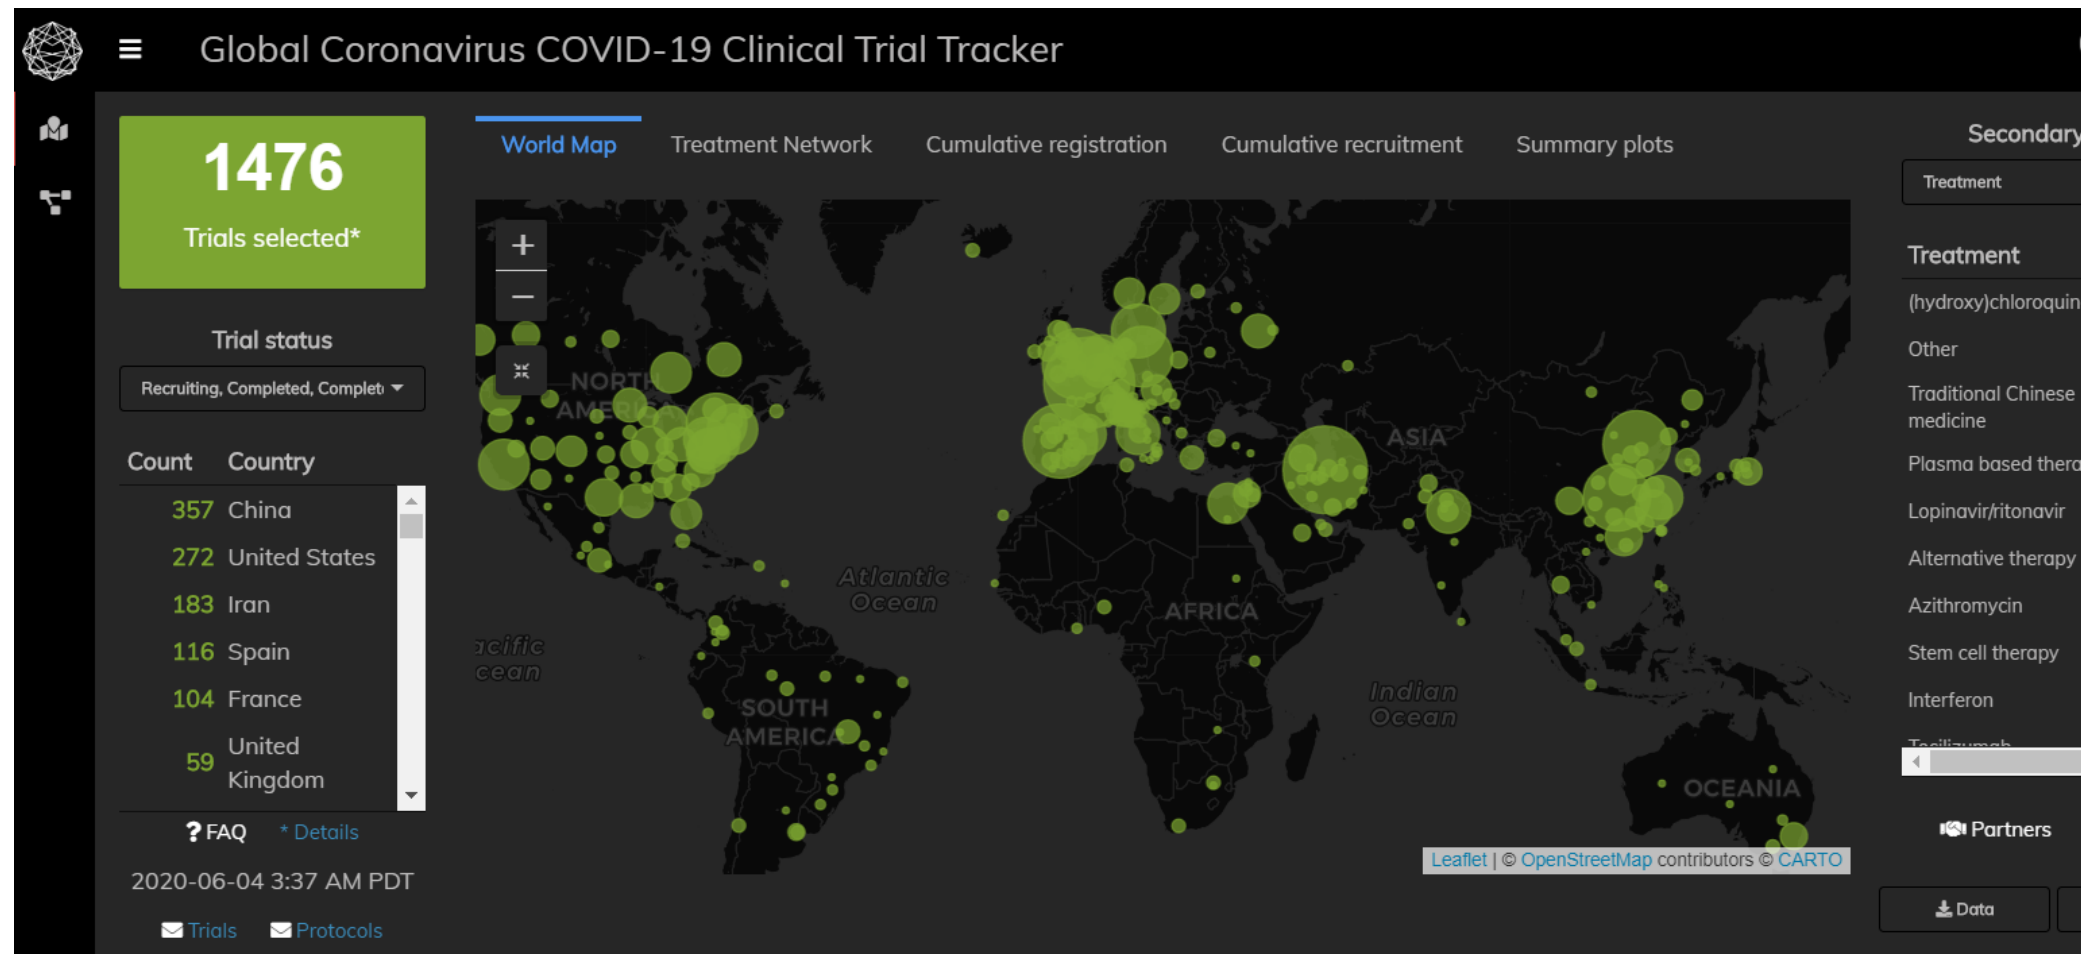 Global Coronavirus COVID-19 Clinical Trial Tracker
1476
Trials selected*
Trial status
Recruiting, Completed, Complet
Count Country
357 China
272 United States
183 Iran
116 Spain
104 France
59 United
Kingdom
? FAQ * Details
2020-06-04 3:37 AM PDT
Trials Protocols
World Map Treatment Network Cumulative registration Cumulative recruitment Summary plots
+
−
NORTH
AMERICA
ASIA
Atlantic
Ocean
AFRICA
acific
cean
SOUTH
AMERICA
Indian
Ocean
OCEANIA
Leaflet | © OpenStreetMap contributors © CARTO
Secondary
Treatment
Treatment
(hydroxy)chloroquin
Other
Traditional Chinese
medicine
Plasma based thera
Lopinavir/ritonavir
Alternative therapy
Azithromycin
Stem cell therapy
Interferon
Tocilizumab
Partners
Data